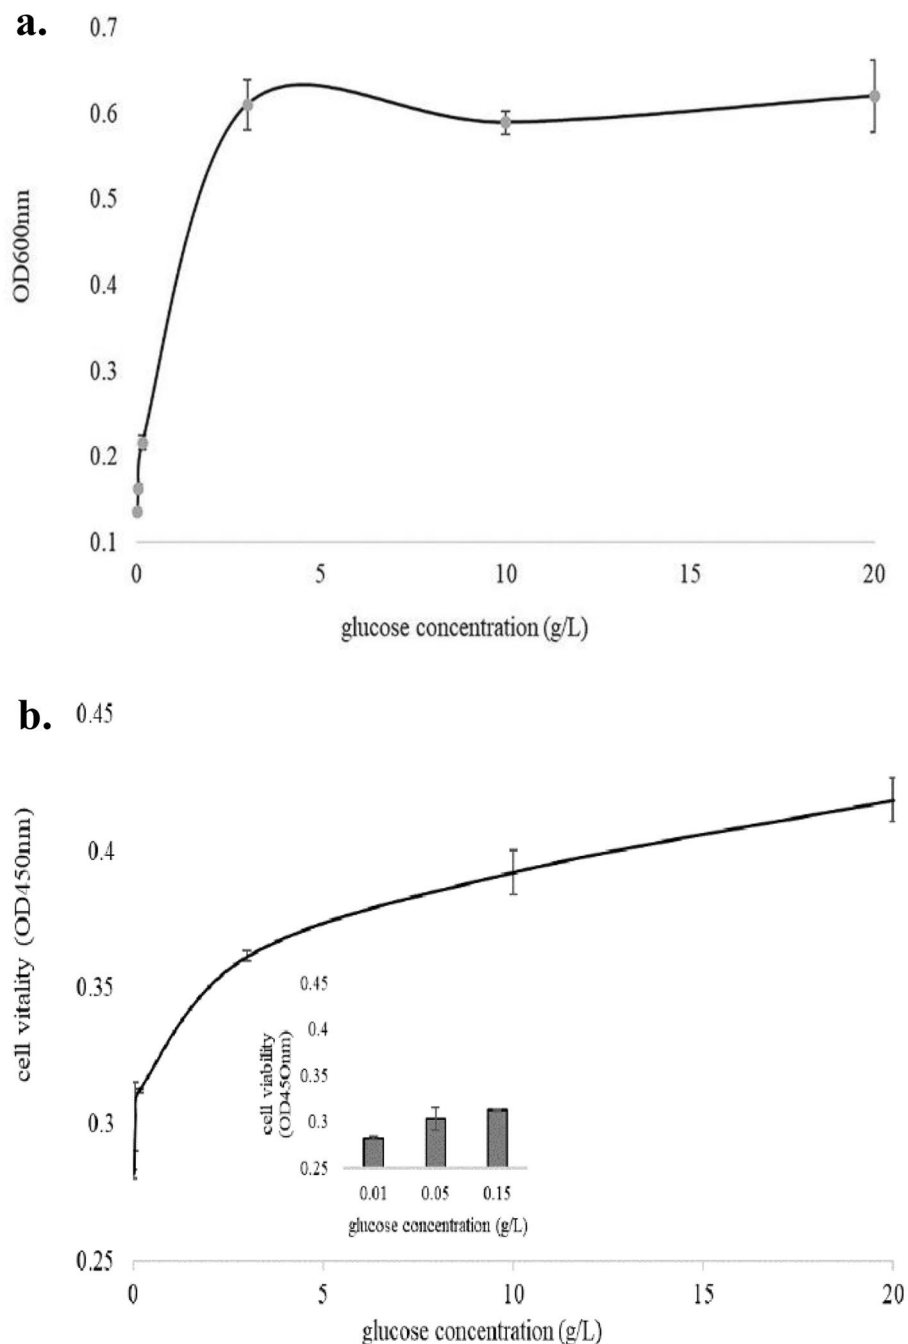 a.
0.7
0.6
0.5
0.4
0.3
0.2
0.1
OD600nm
0 5 10 15 20
glucose concentration (g/L)
b.
0.45
0.4
0.35
0.3
0.25
cell vitality (OD450nm)
0.45
0.4
0.35
0.3
0.25
cell viability
(OD450nm)
0.01 0.05 0.15
glucose concentration (g/L)
0 5 10 15 20
glucose concentration (g/L)